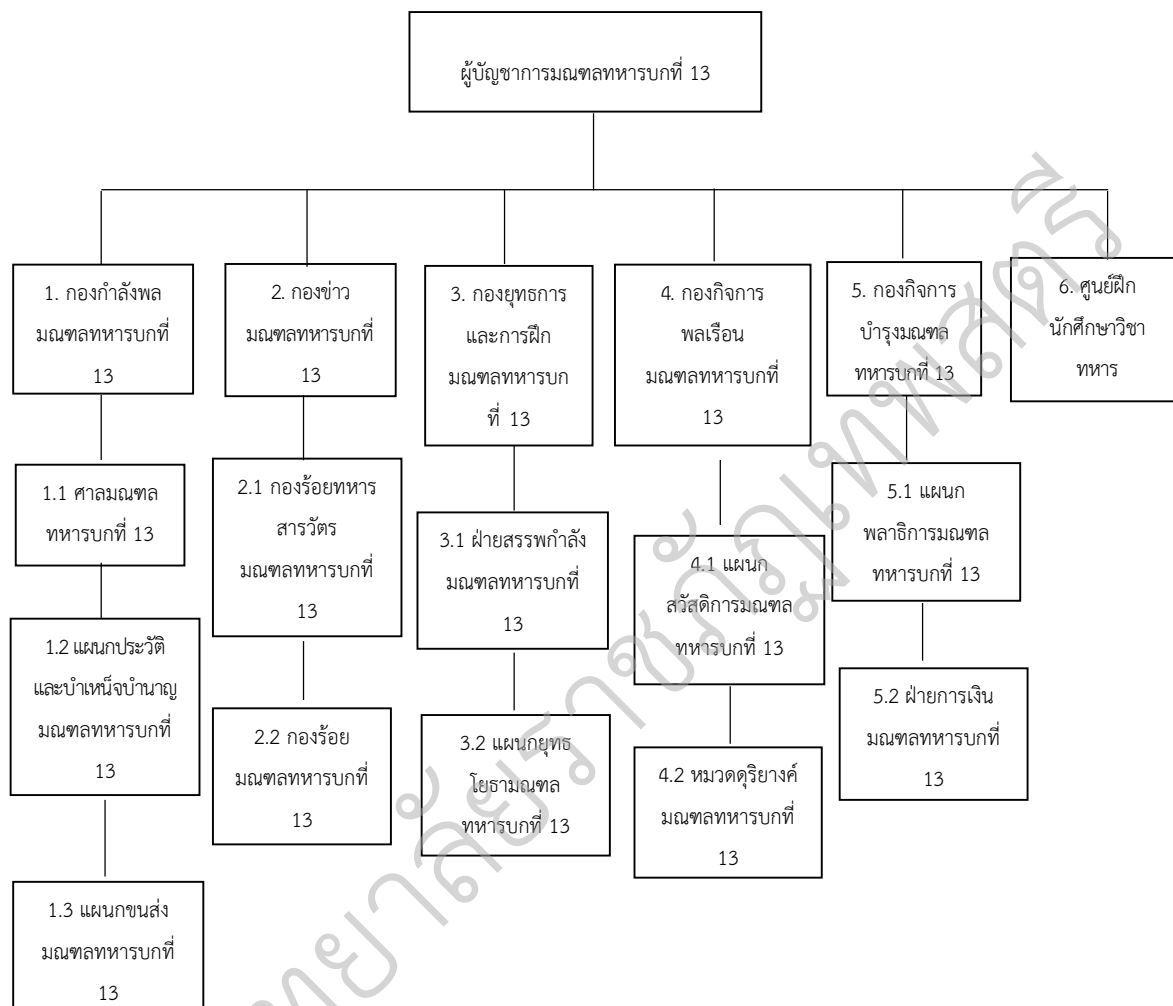 ผู้บัญชาการมณฑลทหารบกที่ 13
1. กองกำลังพล
มณฑลทหารบกที่
13
2. กองข่าว
มณฑลทหารบกที่
13
3. กองยุทธการ
และการฝึก
มณฑลทหารบก
ที่ 13
4. กองกิจการ
พลเรือน
มณฑลทหารบกที่
13
5. กองกิจการ
บำรุงมณฑล
ทหารบกที่ 13
6. ศูนย์ฝึก
นักศึกษาวิชา
ทหาร
1.1 ศาลมณฑล
ทหารบกที่ 13
1.2 แผนกประวัติ
และบำเหน็จบำนาญ
มณฑลทหารบกที่
13
1.3 แผนกขนส่ง
มณฑลทหารบกที่
13
2.1 กองร้อยทหาร
สารวัตร
มณฑลทหารบกที่
13
2.2 กองร้อย
มณฑลทหารบกที่
13
3.1 ฝ่ายสรรพกำลัง
มณฑลทหารบกที่
13
3.2 แผนกยุทธ
โยธามณฑล
ทหารบกที่ 13
4.1 แผนก
สวัสดิการมณฑล
ทหารบกที่ 13
4.2 หมวดดุริยางค์
มณฑลทหารบกที่
13
5.1 แผนก
พลาธิการมณฑล
ทหารบกที่ 13
5.2 ฝ่ายการเงิน
มณฑลทหารบกที่
13
ทยาลัยราชภัฏเทพสตรี